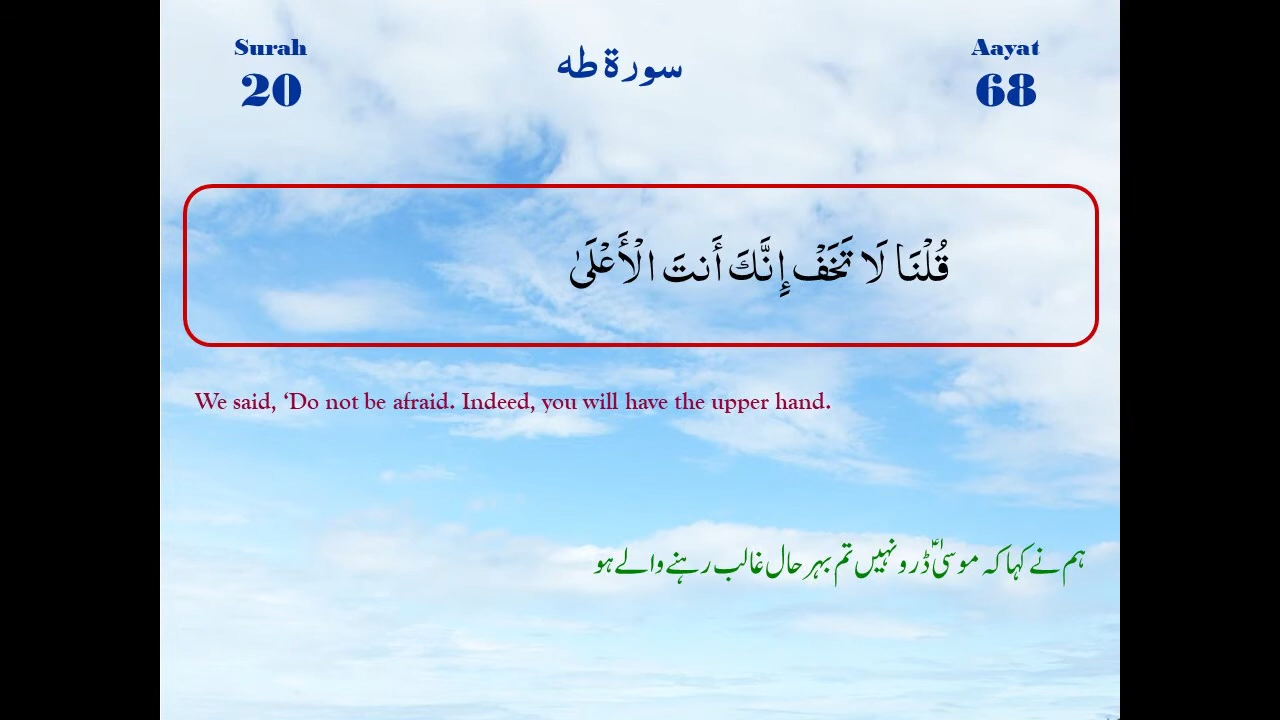 Surah
20
سورة طه
Aayat
68
قُلْنَا لَا تَخَفْ إِنَّكَ أَنتَ الْأَعْلَىٰ
We said, ‘Do not be afraid. Indeed, you will have the upper hand.
ہم نے کہا کہ موسیٰؑ ڈرو نہیں تم بہر حال غالب رہنے والے ہو